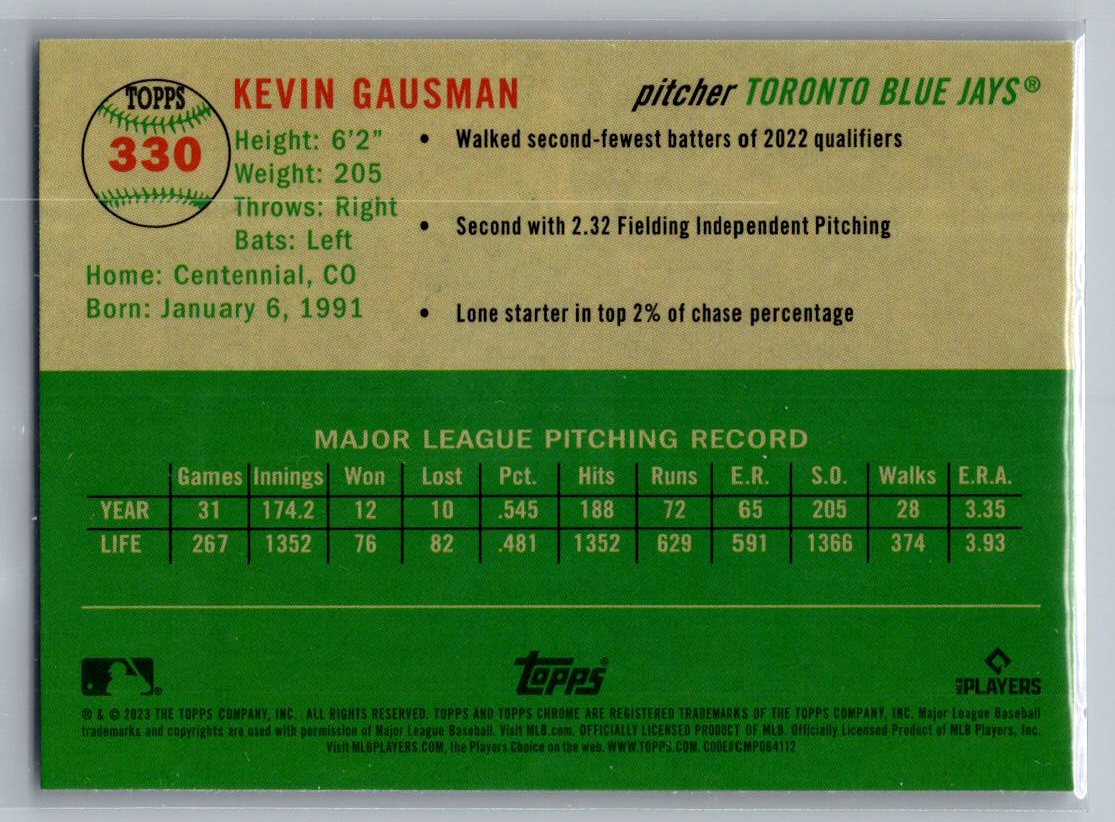 TOPPS
330
KEVIN GAUSMAN
pitcher TORONTO BLUE JAYS®
Height: 6'2"
Weight: 205
Throws: Right
Bats: Left
Home: Centennial, CO
Born: January 6, 1991
• Walked second-fewest batters of 2022 qualifiers
• Second with 2.32 Fielding Independent Pitching
• Lone starter in top 2% of chase percentage
MAJOR LEAGUE PITCHING RECORD
Games Innings Won Lost Pct. Hits Runs E.R. S.O. Walks E.R.A.
YEAR 31 174.2 12 10 .545 188 72 65 205 28 3.35
LIFE 267 1352 76 82 .481 1352 629 591 1366 374 3.93
Topps
MLB PLAYERS
® & © 2023 THE TOPPS COMPANY, INC. ALL RIGHTS RESERVED. TOPPS AND TOPPS CHROME ARE REGISTERED TRADEMARKS OF THE TOPPS COMPANY, INC. Major League Baseball
trademarks and copyrights are used with permission of Major League Baseball. Visit MLB.com. OFFICIALLY LICENSED PRODUCT OF MLB. Officially Licensed Product of MLB Players, Inc.
Visit MLBPLAYERS.COM, the Players Choice on the web. WWW.TOPPS.COM. CODE#CMPD64112